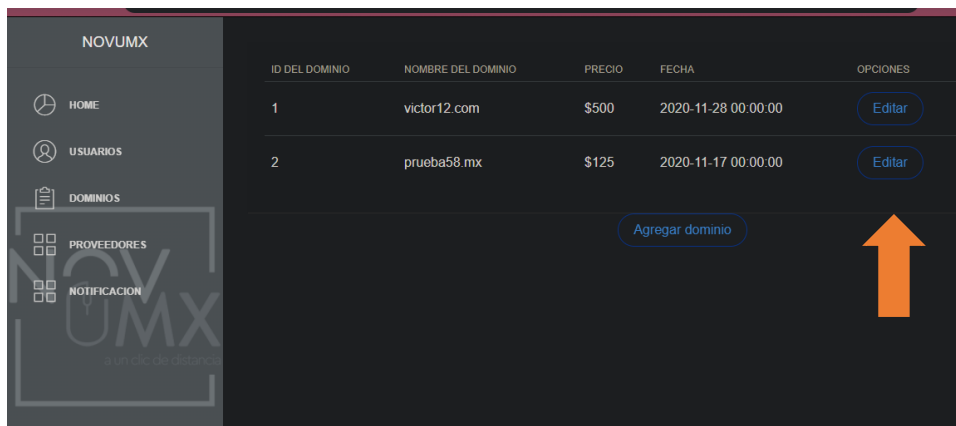 NOVUMX
HOME
USUARIOS
DOMINIOS
PROVEEDORES
NOTIFICACION
NOV
UMX
a un clic de distancia
ID DEL DOMINIO NOMBRE DEL DOMINIO PRECIO FECHA OPCIONES
1 victor12.com $500 2020-11-28 00:00:00 Editar
2 prueba58.mx $125 2020-11-17 00:00:00 Editar
Agregar dominio